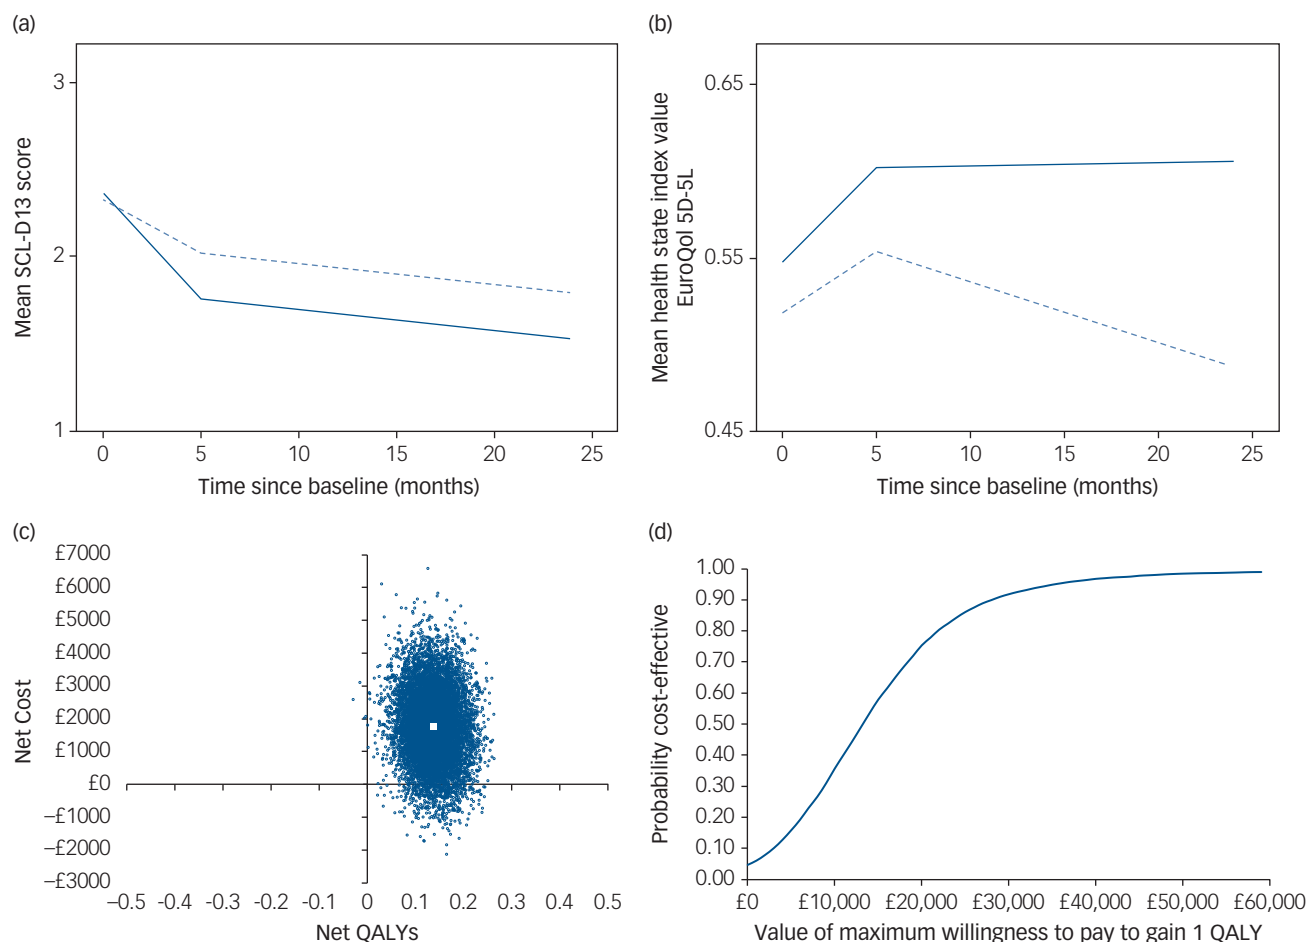 (a)
3
2
1
Mean SCL-D13 score
0 5 10 15 20 25
Time since baseline (months)
(b)
0.65
0.55
0.45
Mean health state index value
EuroQol 5D-5L
0 5 10 15 20 25
Time since baseline (months)
(c)
£7000
£6000
£5000
£4000
£3000
£2000
£1000
£0
–£1000
–£2000
–£3000
Net Cost
–0.5 -0.4 -0.3 -0.2 -0.1 0 0.1 0.2 0.3 0.4 0.5
Net QALYs
(d)
1.00
0.90
0.80
0.70
0.60
0.50
0.40
0.30
0.20
0.10
0.00
Probability cost-effective
£0 £10,000 £20,000 £30,000 £40,000 £50,000 £60,000
Value of maximum willingness to pay to gain 1 QALY